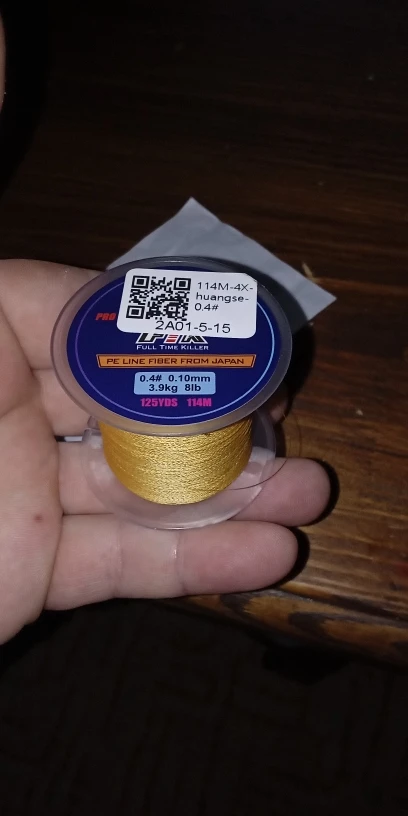 114M-4X-
huangse-
0.4#
2A01-5-15
PRO
FULL TIME KILLER
PE LINE FIBER FROM JAPAN
0.4# 0.10mm
3.9kg 8lb
125YDS 114M